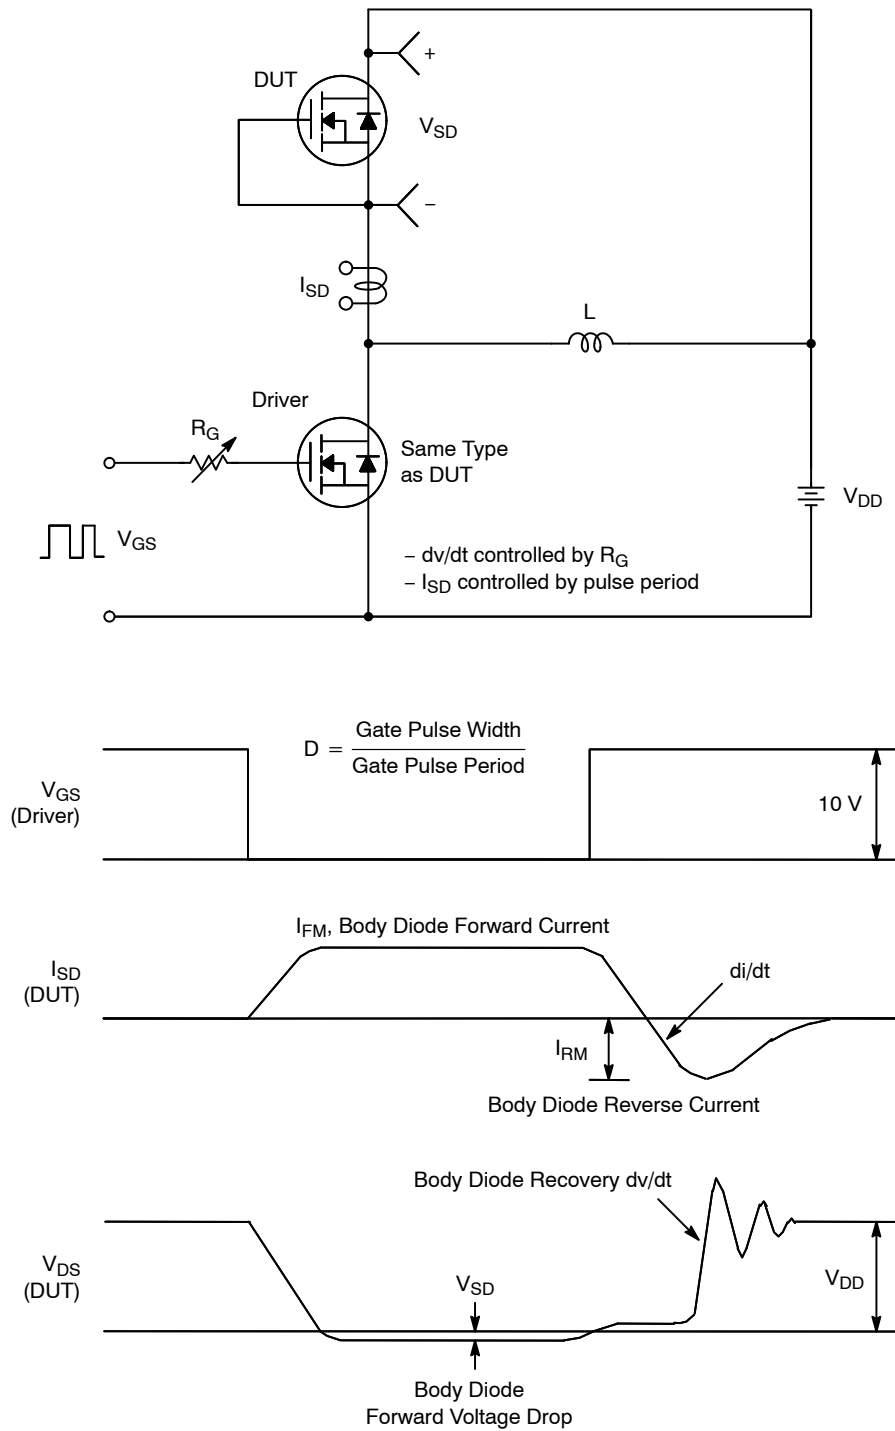 +
DUT
V_SD
−
I_SD
L
Driver
R_G
Same Type
as DUT
V_DD
V_GS
− dv/dt controlled by R_G
− I_SD controlled by pulse period
D = Gate Pulse Width
Gate Pulse Period
V_GS
(Driver)
10 V
I_FM, Body Diode Forward Current
I_SD
(DUT)
di/dt
I_RM
Body Diode Reverse Current
Body Diode Recovery dv/dt
V_DS
(DUT)
V_SD
V_DD
Body Diode
Forward Voltage Drop